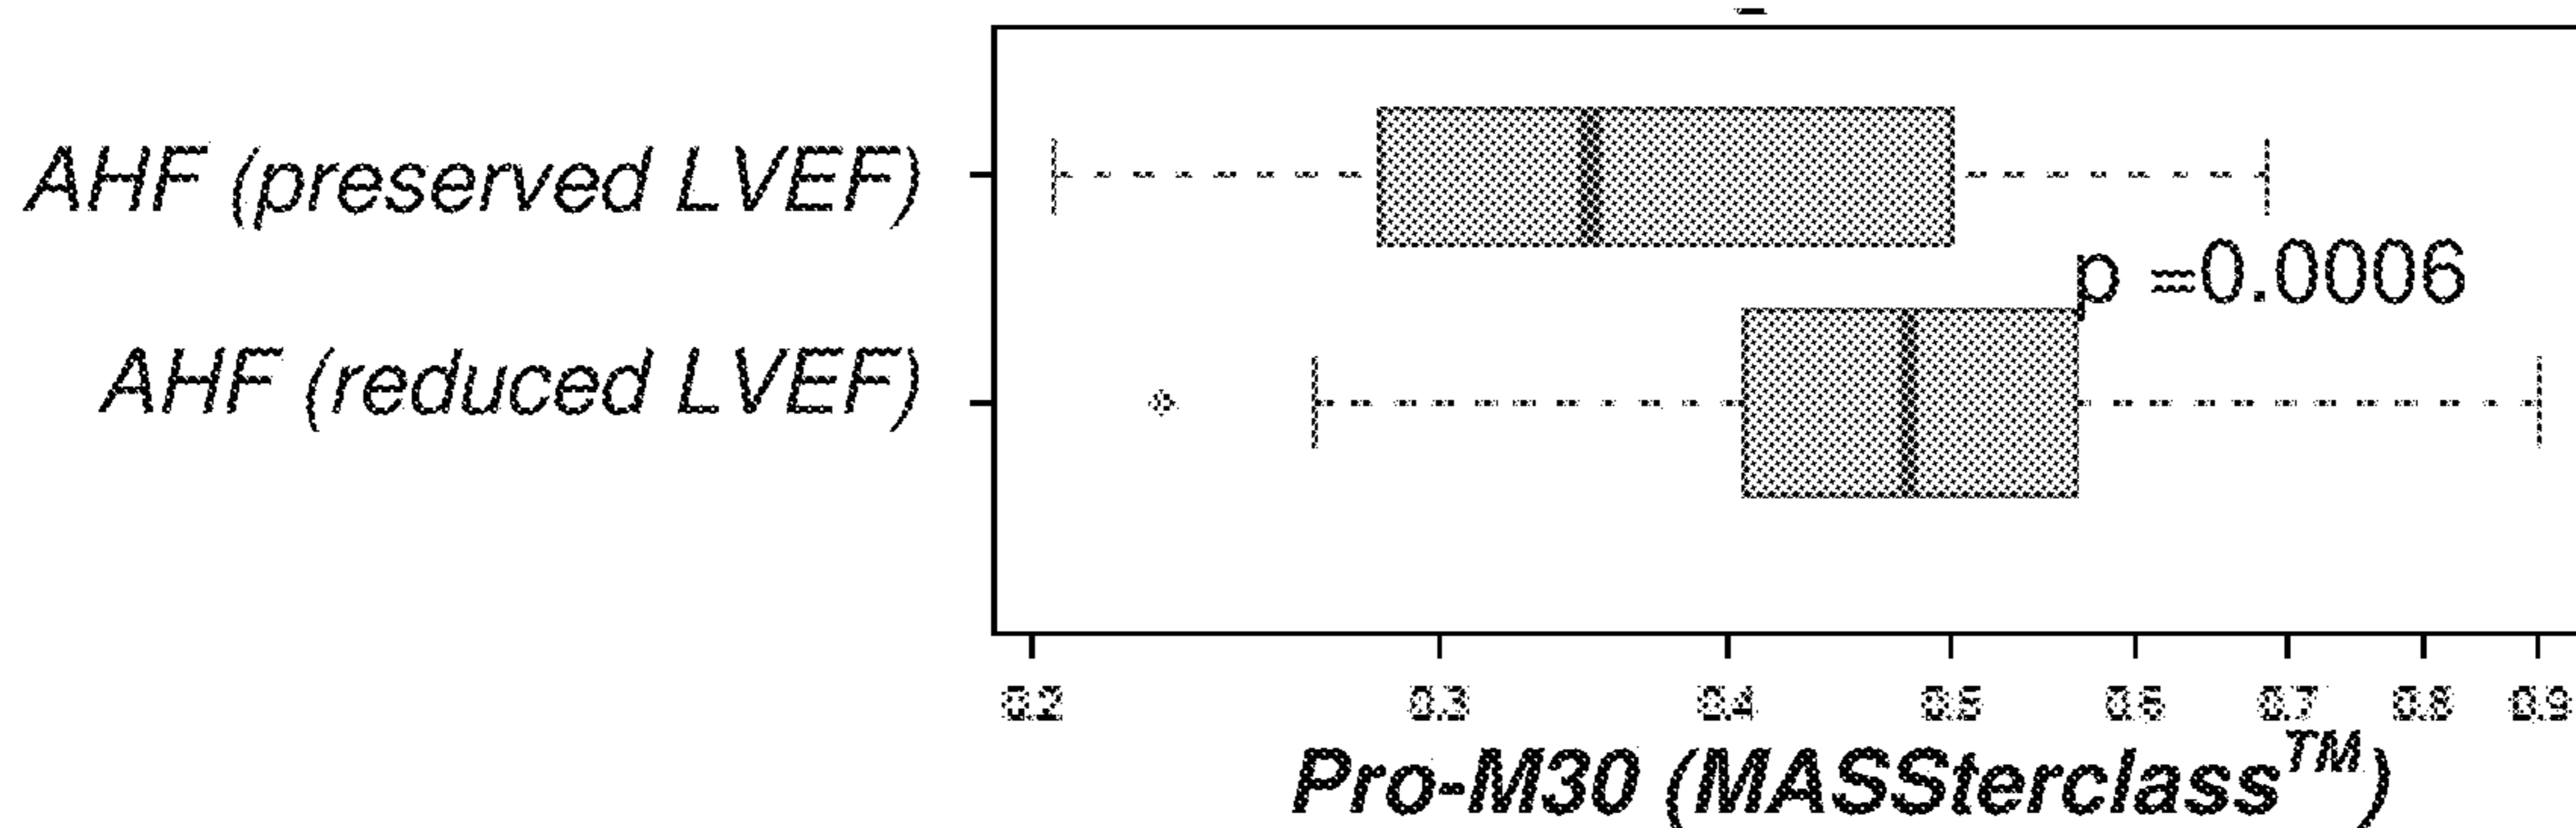 AHF (preserved LVEF)
p =0.0006
AHF (reduced LVEF)
0.2 0.3 0.4 0.5 0.6 0.7 0.8 0.9
Pro-M30 (MASSterclass™)